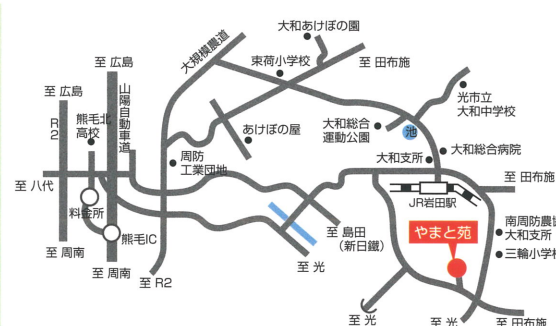 大和あけぼの園
大規模農道
束荷小学校
至 田布施
至 広島
至 広島
山陽自動車道
R2
熊毛北
高校
光市立
大和中学校
大和総合
運動公園
池
あけぼの屋
周防
工業団地
大和支所
大和総合病院
至 八代
料金所
至 田布施
JR岩田駅
熊毛IC
至 島田
(新日鐵)
やまと苑
南周防農
大和支所
三輪小学校
至 周南
至 周南
至 R2
至 光
至 光
至 光
至 田布施